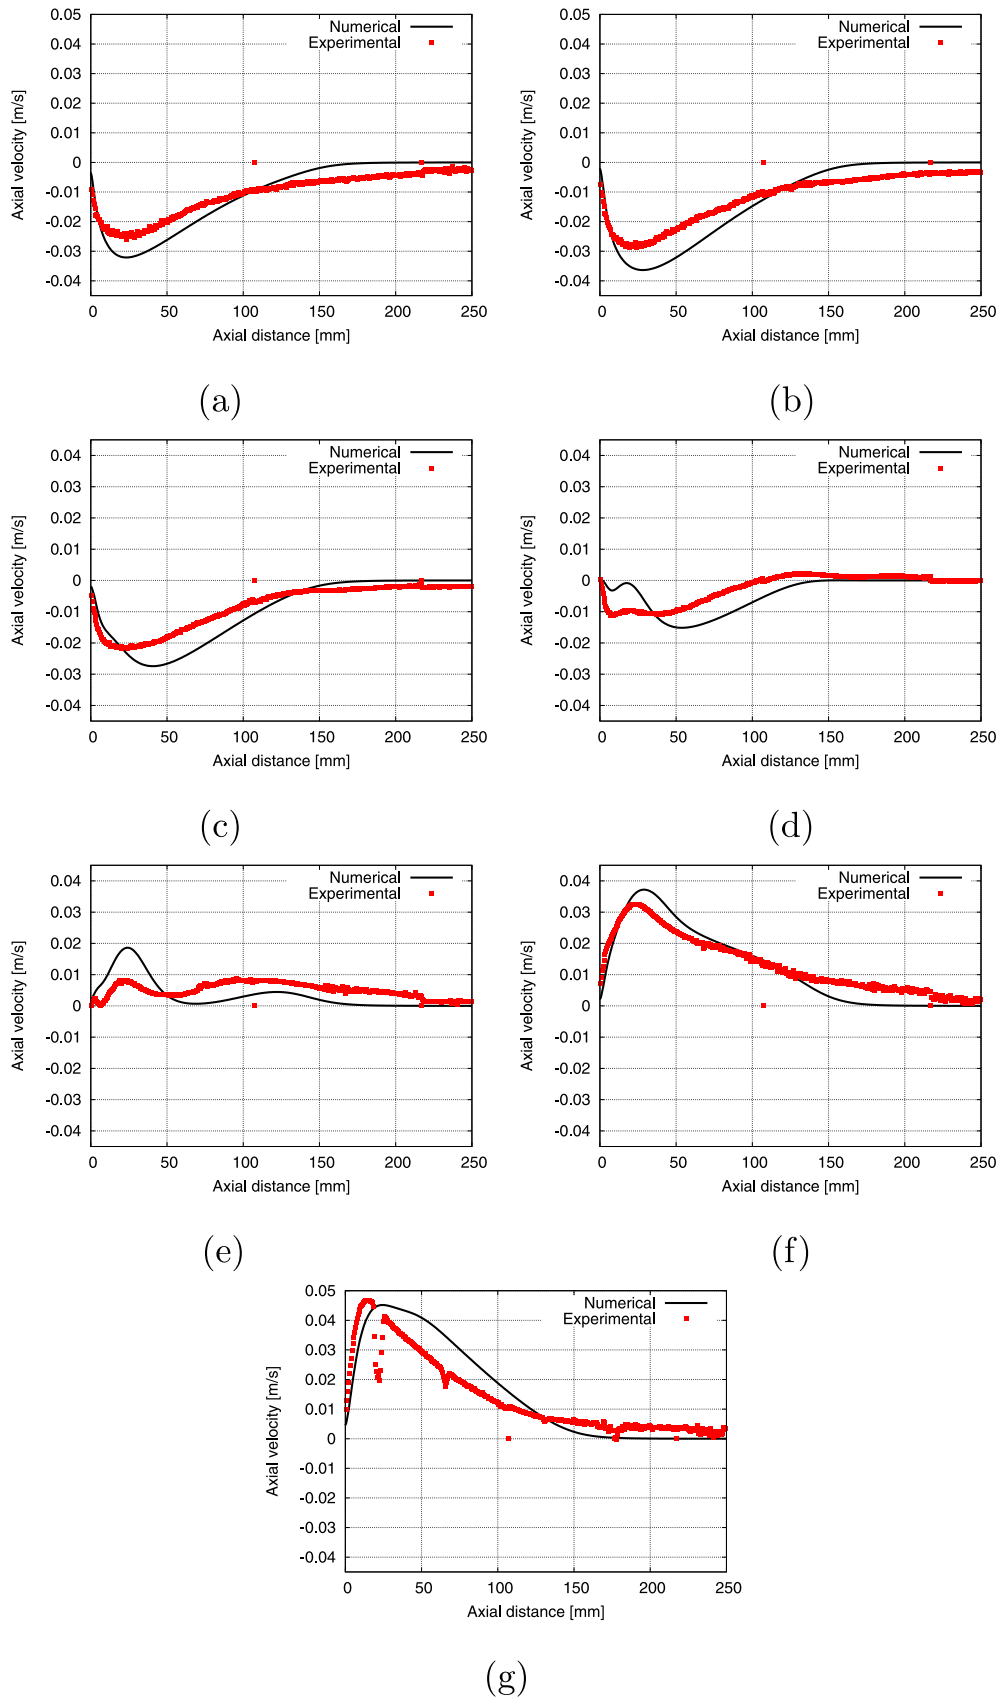 0.05
0.04
0.03
0.02
0.01
0
-0.01
-0.02
-0.03
-0.04
Axial velocity [m/s]
Numerical
Experimental
0 50 100 150 200 250
Axial distance [mm]
(a)
0.05
0.04
0.03
0.02
0.01
0
-0.01
-0.02
-0.03
-0.04
Axial velocity [m/s]
Numerical
Experimental
0 50 100 150 200 250
Axial distance [mm]
(b)
0.04
0.03
0.02
0.01
0
-0.01
-0.02
-0.03
-0.04
Axial velocity [m/s]
Numerical
Experimental
0 50 100 150 200 250
Axial distance [mm]
(c)
0.04
0.03
0.02
0.01
0
-0.01
-0.02
-0.03
-0.04
Axial velocity [m/s]
Numerical
Experimental
0 50 100 150 200 250
Axial distance [mm]
(d)
0.04
0.03
0.02
0.01
0
-0.01
-0.02
-0.03
-0.04
Axial velocity [m/s]
Numerical
Experimental
0 50 100 150 200 250
Axial distance [mm]
(e)
0.04
0.03
0.02
0.01
0
-0.01
-0.02
-0.03
-0.04
Axial velocity [m/s]
Numerical
Experimental
0 50 100 150 200 250
Axial distance [mm]
(f)
0.05
0.04
0.03
0.02
0.01
0
-0.01
-0.02
-0.03
-0.04
Axial velocity [m/s]
Numerical
Experimental
0 50 100 150 200 250
Axial distance [mm]
(g)